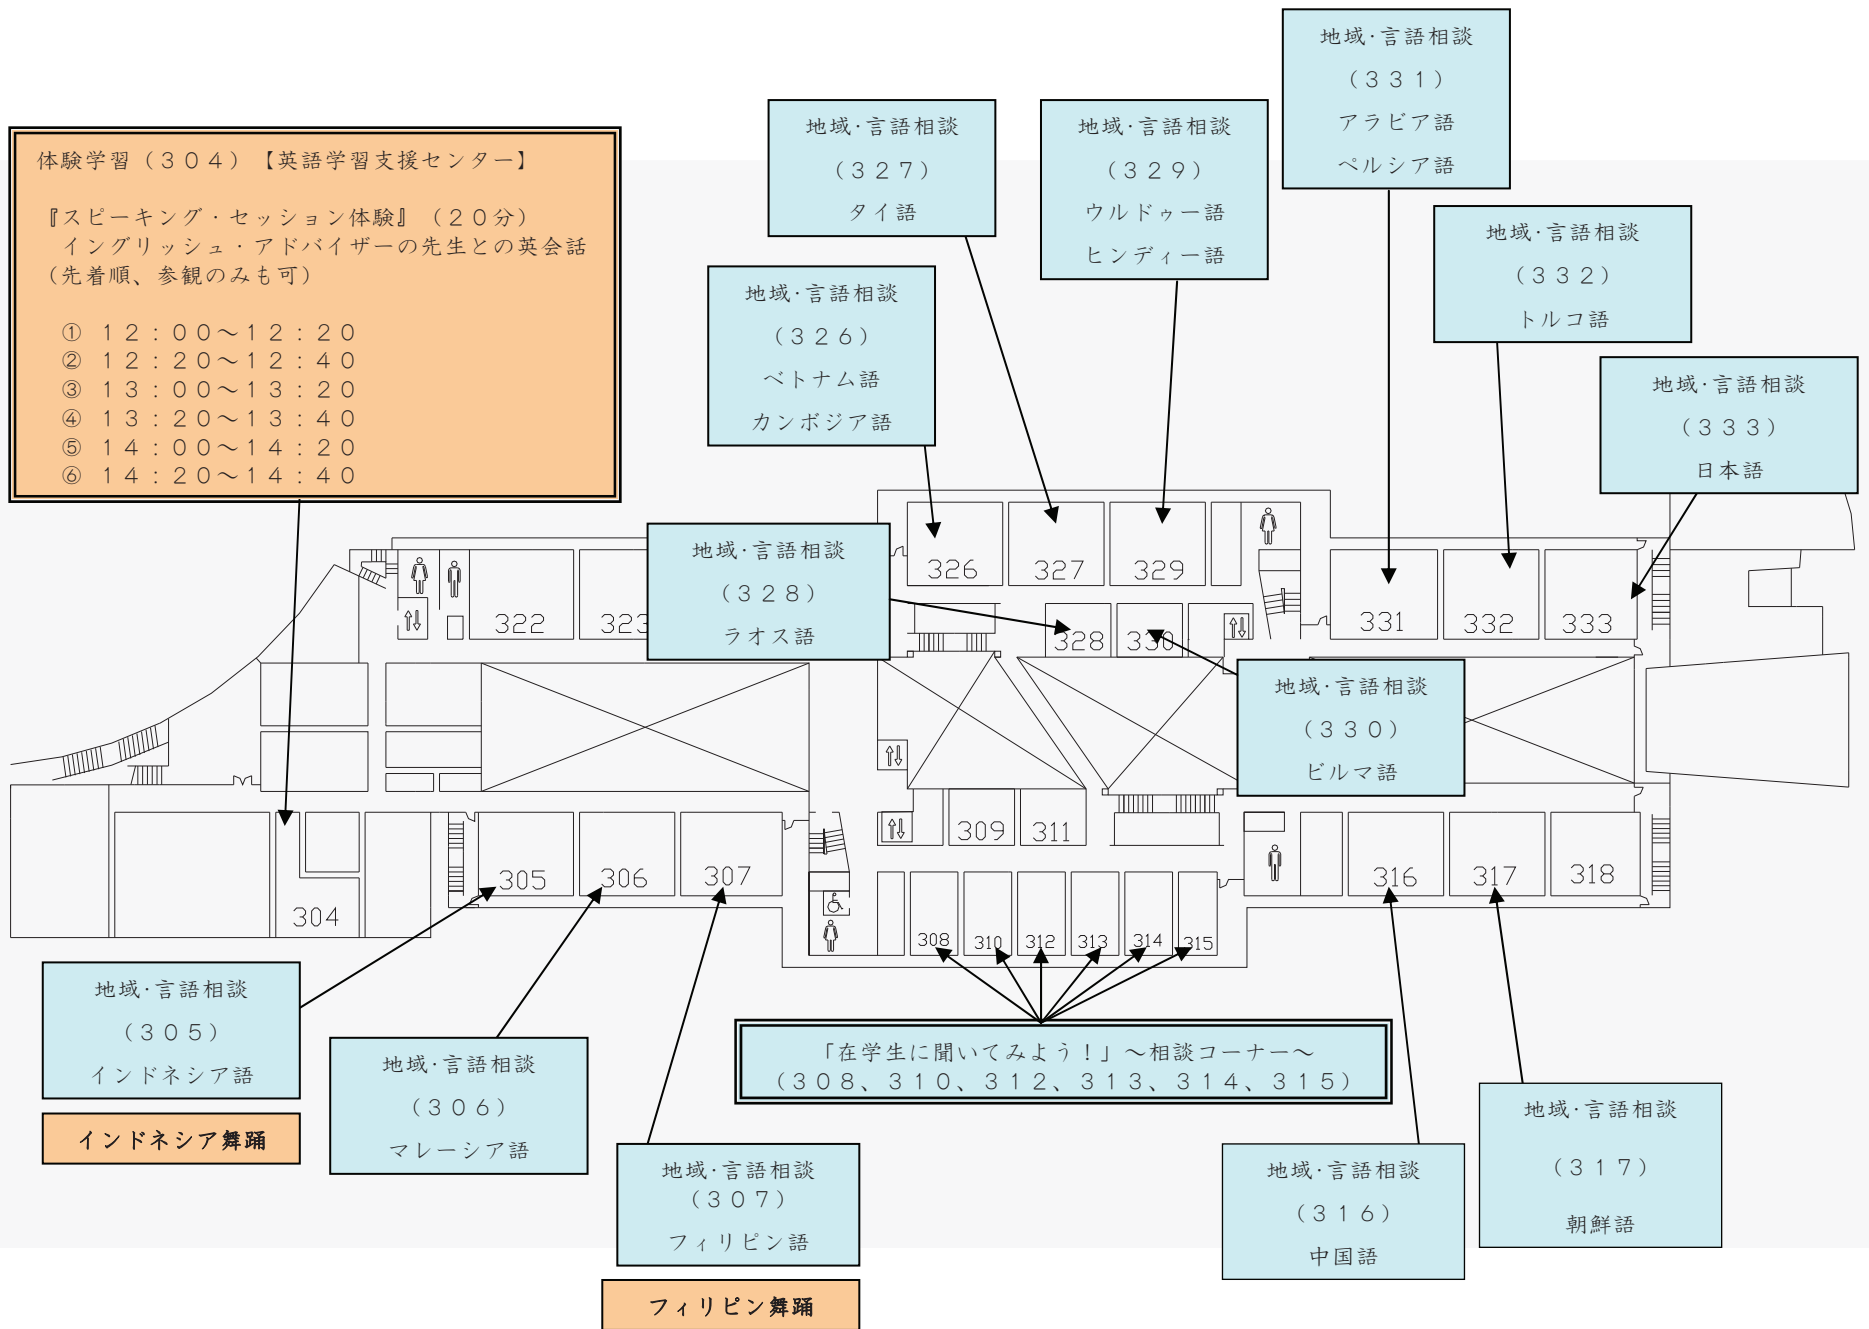 地域・言語相談
(３３１)
アラビア語
ペルシア語
地域・言語相談
(３２７)
タイ語
地域・言語相談
(３２９)
ウルドゥー語
ヒンディー語
体験学習（３０４）【英語学習支援センター】
『スピーキング・セッション体験』（２０分）
イングリッシュ・アドバイザーの先生との英会話
（先着順、参観のみも可）
① １２：００～１２：２０
② １２：２０～１２：４０
③ １３：００～１３：２０
④ １３：２０～１３：４０
⑤ １４：００～１４：２０
⑥ １４：２０～１４：４０
地域・言語相談
(３３２)
トルコ語
地域・言語相談
(３２６)
ベトナム語
カンボジア語
地域・言語相談
(３３３)
日本語
地域・言語相談
(３２８)
ラオス語
322
323
326
327
329
328
330
331
332
333
地域・言語相談
(３３０)
ビルマ語
309
311
304
305
306
307
308
310
312
313
314
315
316
317
318
地域・言語相談
(３０５)
インドネシア語
インドネシア舞踊
地域・言語相談
(３０６)
マレーシア語
地域・言語相談
(３０７)
フィリピン語
フィリピン舞踊
「在学生に聞いてみよう！」～相談コーナー～
(３０８、３１０、３１２、３１３、３１４、３１５)
地域・言語相談
(３１６)
中国語
地域・言語相談
(３１７)
朝鮮語